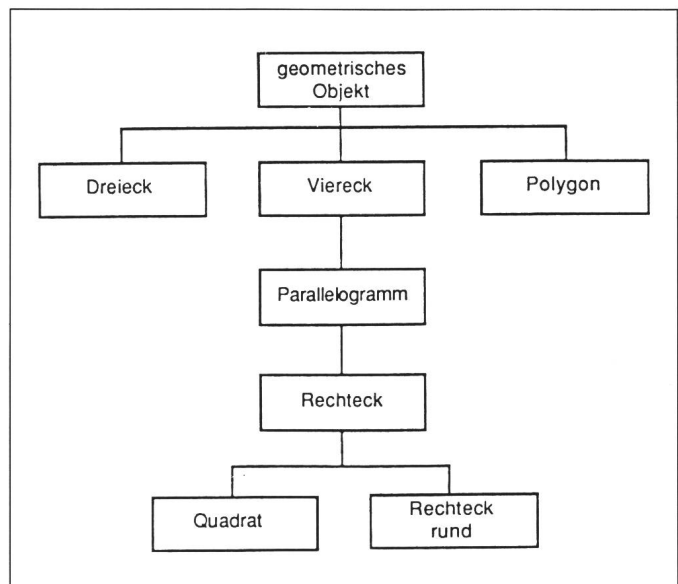 geometrisches
Objekt
Dreieck
Viereck
Polygon
Parallelogramm
Rechteck
Quadrat
Rechteck
rund